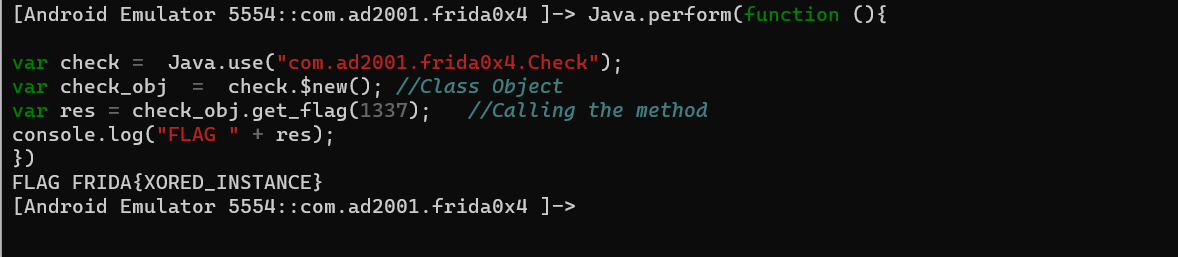 [Android Emulator 5554::com.ad2001.frida0x4 ]-> Java.perform(function (){
var check =  Java.use("com.ad2001.frida0x4.Check");
var check_obj  =  check.$new(); //Class Object
var res = check_obj.get_flag(1337);   //Calling the method
console.log("FLAG " + res);
})
FLAG FRIDA{XORED_INSTANCE}
[Android Emulator 5554::com.ad2001.frida0x4 ]->